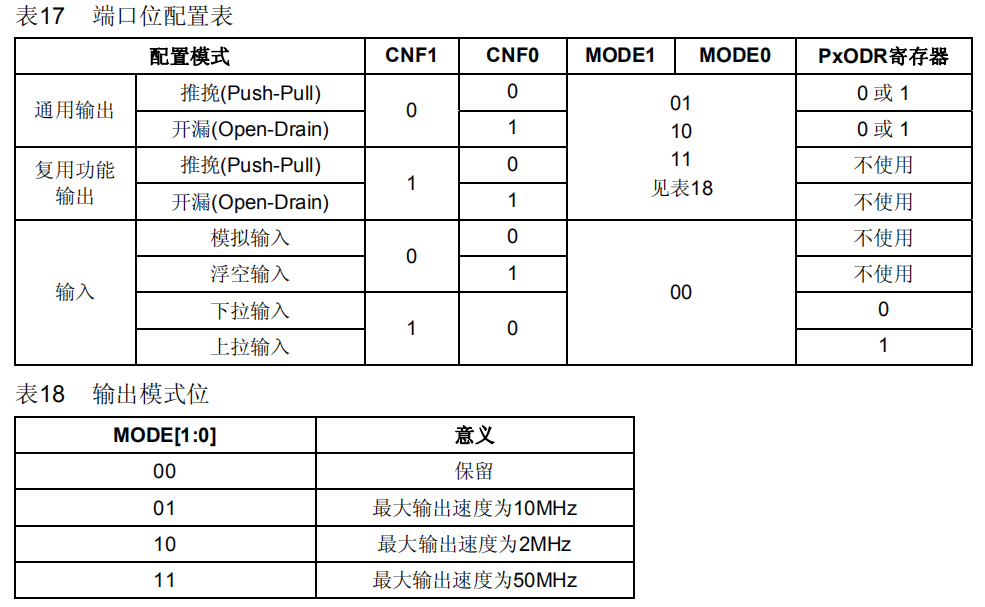 表17 端口位配置表
配置模式 CNF1 CNF0 MODE1 MODE0 PxODR寄存器
通用输出 推挽(Push-Pull) 0 0 01 10 11 见表18 0 或 1
开漏(Open-Drain) 1 0 或 1
复用功能输出 推挽(Push-Pull) 1 0 不使用
开漏(Open-Drain) 1 不使用
输入 模拟输入 0 0 00 不使用
浮空输入 1 不使用
下拉输入 1 0 0
上拉输入 1
表18 输出模式位
MODE[1:0] 意义
00 保留
01 最大输出速度为10MHz
10 最大输出速度为2MHz
11 最大输出速度为50MHz